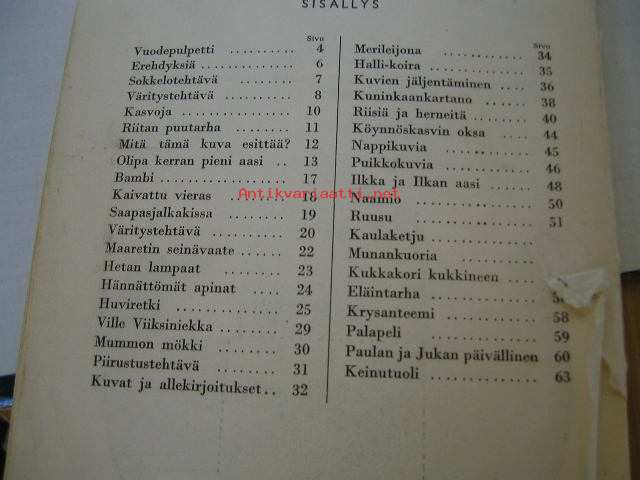 SISÄLLYS
Sivu
Vuodepulpetti .......... 4
Erehdyksiä.............. 6
Sokkelotehtävä ........ 7
Väritystehtävä ......... 8
Kasvoja ................ 10
Riitan puutarha ....... 11
Mitä tämä kuva esittää? 12
Olipa kerran pieni aasi .. 13
Bambi .................. 17
Kaivattu vieras ........ 18
Saapasjalkakissa ....... 19
Väritystehtävä ......... 20
Maaretin seinävaate .... 22
Hetan lampaat ........ 23
Hännättömät apinat .... 24
Huviretki .............. 25
Ville Viiksiniekka ....... 29
Mummon mökki ........ 30
Piirustustehtävä ........ 31
Kuvat ja allekirjoitukset.. 32
Sivu
Merileijona ............ 34
Halli-koira ............. 35
Kuvien jäljentäminen .... 36
Kuninkaankartano ...... 38
Riisiä ja herneitä ...... 40
Köynnöskasvin oksa .... 44
Nappikuvia ............ 45
Puikkokuvia ........... 46
Ilkka ja Ilkan aasi ...... 48
Naamio ............... 50
Ruusu ................ 51
Kaulaketju ............
Munankuoria ..........
Kukkakori kukkineen ....
Eläintarha .............
Krysanteemi ........... 58
Palapeli ............... 59
Paulan ja Jukan päivällinen 60
Keinutuoli .............. 63
Antikvariaatti.net